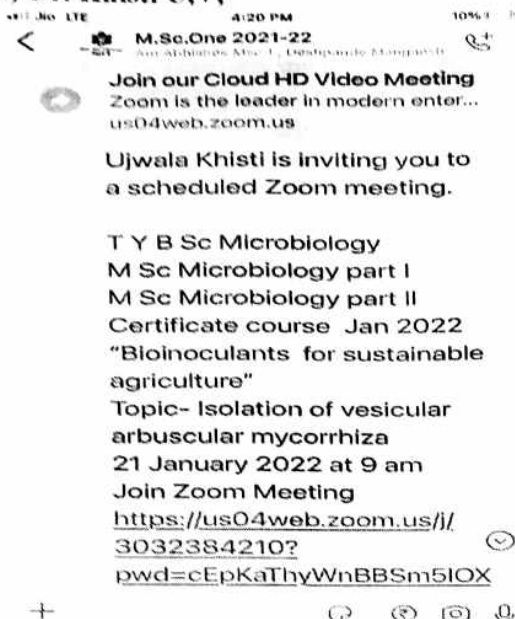 Jio LTE 4:20 PM 10%
M.Sc.One 2021-22
Join our Cloud HD Video Meeting
Zoom is the leader in modern enter...
us04web.zoom.us
Ujwala Khisti is inviting you to
a scheduled Zoom meeting.
T Y B Sc Microbiology
M Sc Microbiology part I
M Sc Microbiology part II
Certificate course Jan 2022
"Bioinoculants for sustainable
agriculture"
Topic- Isolation of vesicular
arbuscular mycorrhiza
21 January 2022 at 9 am
Join Zoom Meeting
https://us04web.zoom.us/j/
3032384210?
pwd=cEpKaThyWnBBSm5IOX